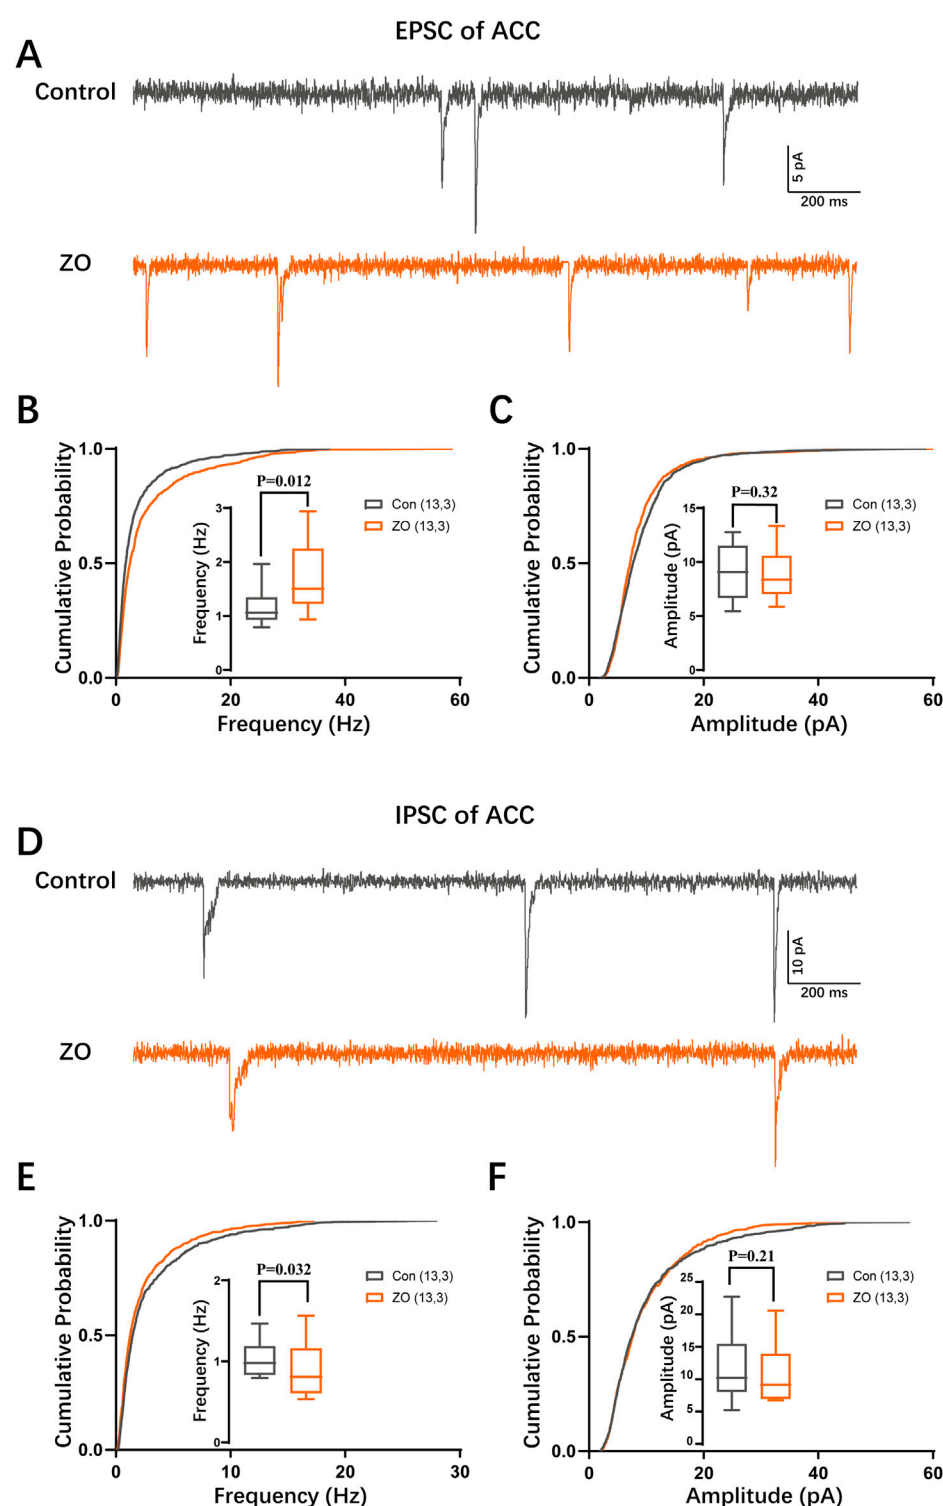 EPSC of ACC
A
Control
5 pA
200 ms
ZO
B
Cumulative Probability
1.0
0.5
0.0
0 20 40 60
Frequency (Hz)
P=0.012
Frequency (Hz)
3
2
1
0
Con (13,3)
ZO (13,3)
C
Cumulative Probability
1.0
0.5
0.0
0 20 40 60
Amplitude (pA)
P=0.32
Amplitude (pA)
15
10
5
0
Con (13,3)
ZO (13,3)
IPSC of ACC
D
Control
10 pA
200 ms
ZO
E
Cumulative Probability
1.0
0.5
0.0
0 10 20 30
Frequency (Hz)
P=0.032
Frequency (Hz)
2
1
0
Con (13,3)
ZO (13,3)
F
Cumulative Probability
1.0
0.5
0.0
0 20 40 60
Amplitude (pA)
P=0.21
Amplitude (pA)
25
20
15
10
5
0
Con (13,3)
ZO (13,3)